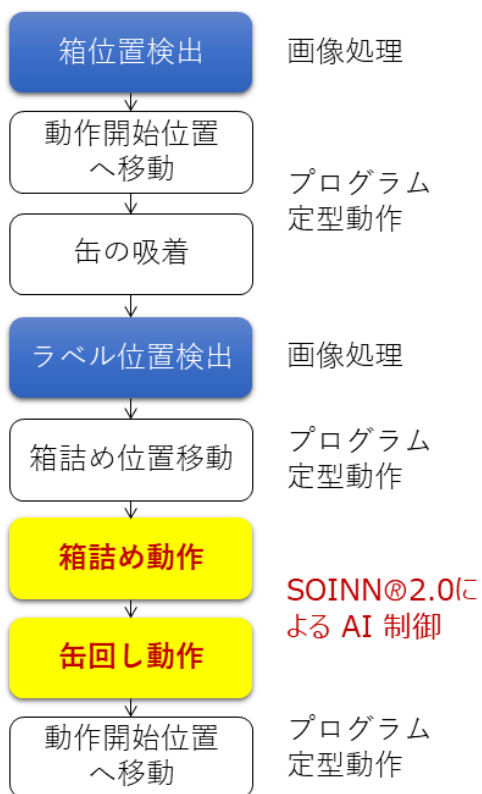 箱位置検出
画像処理
動作開始位置
へ移動
プログラム
定型動作
缶の吸着
ラベル位置検出
画像処理
箱詰め位置移動
プログラム
定型動作
箱詰め動作
SOINN®2.0に
よる AI 制御
缶回し動作
動作開始位置
へ移動
プログラム
定型動作